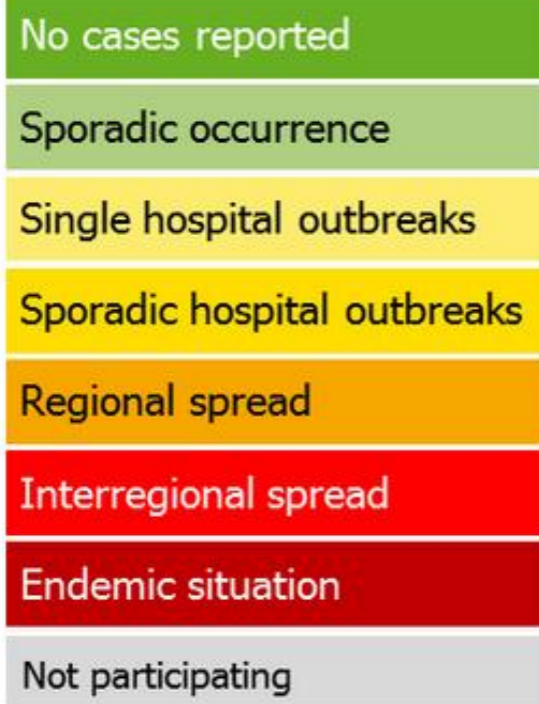 No cases reported
Sporadic occurrence
Single hospital outbreaks
Sporadic hospital outbreaks
Regional spread
Interregional spread
Endemic situation
Not participating